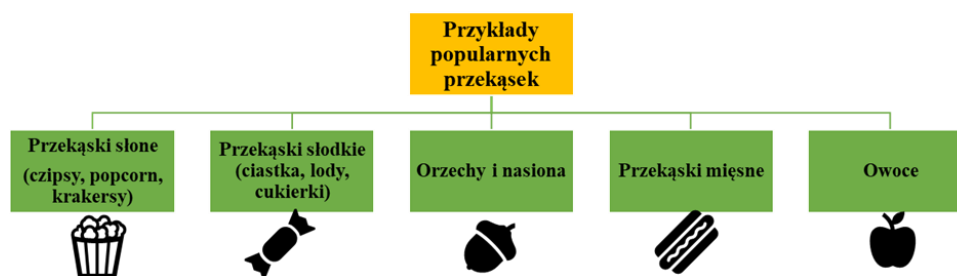 Przykłady
popularnych
przekąsek
Przekąski słone
(czipsy, popcorn,
krakersy)
Przekąski słodkie
(ciastka, lody,
cukierki)
Orzechy i nasiona
Przekąski mięsne
Owoce